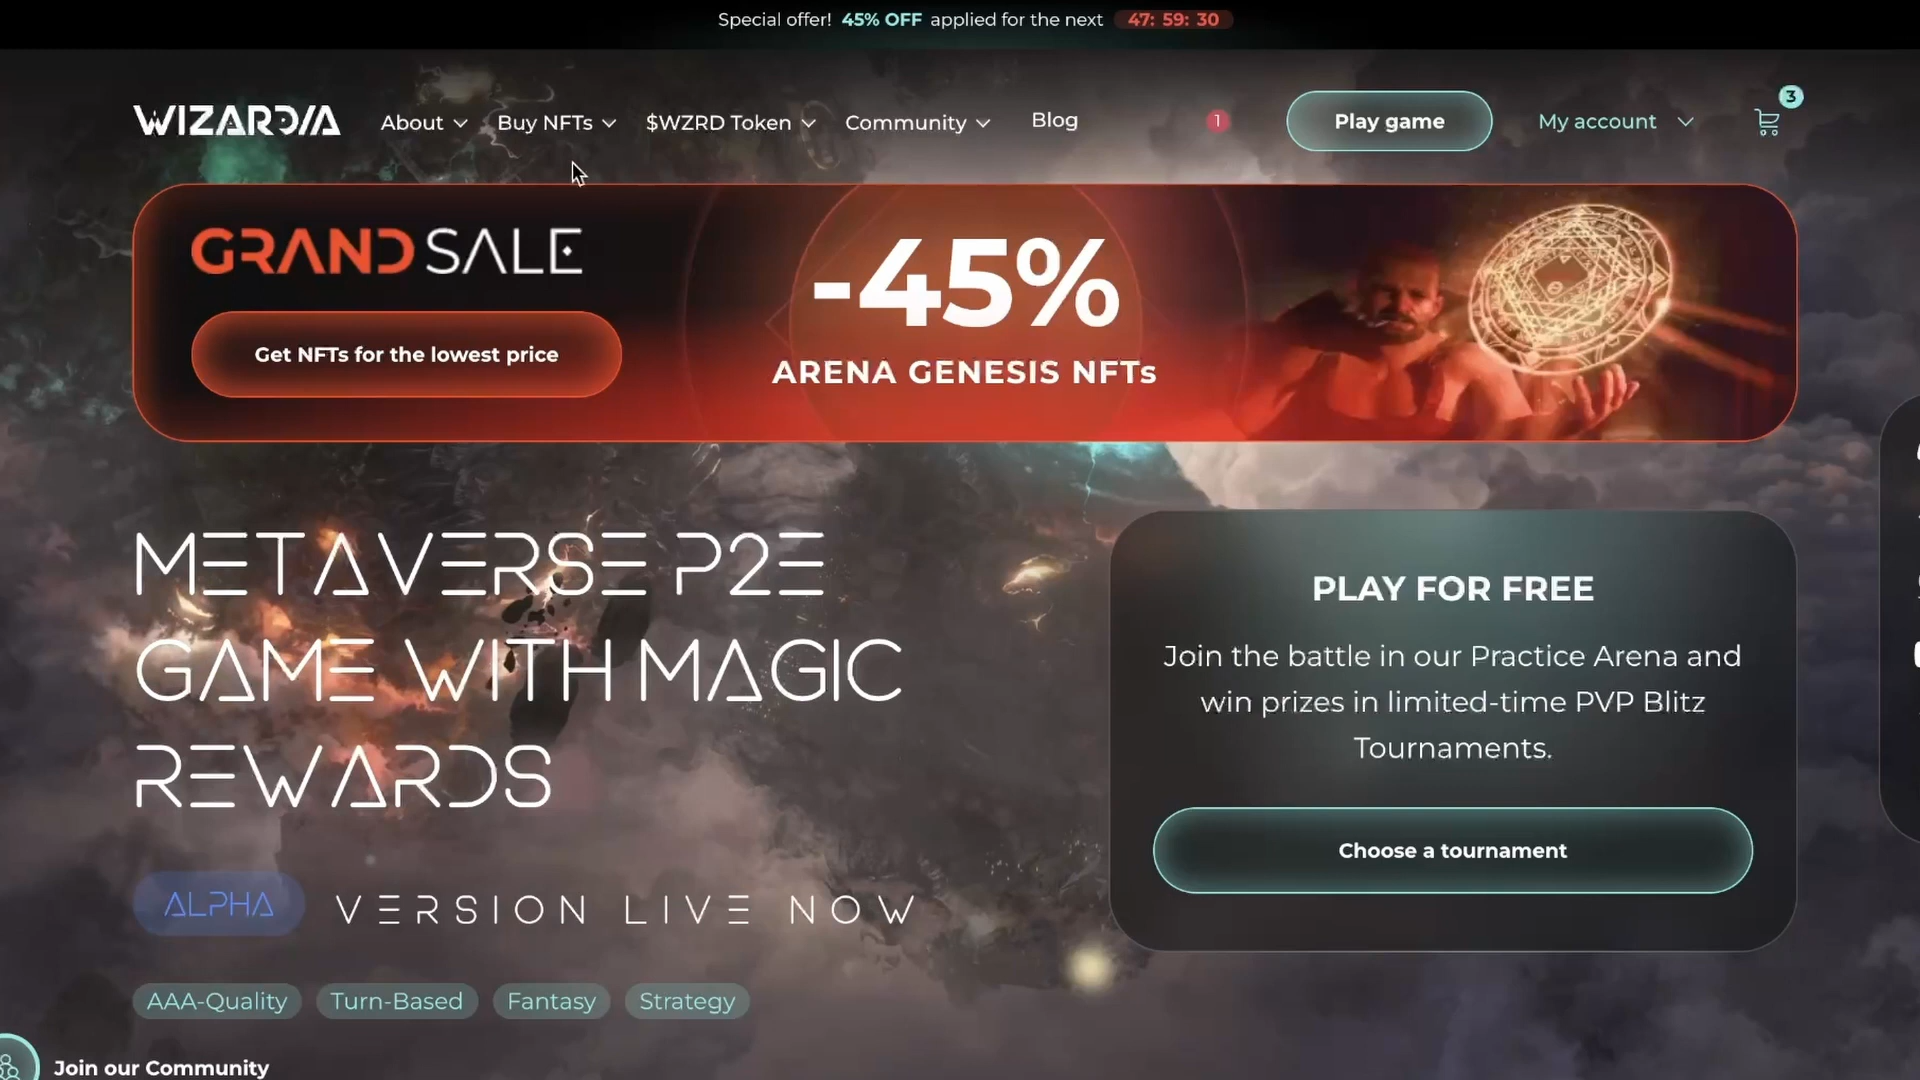 Special offer! 45% OFF applied for the next 47: 59: 30
WIZARDIA About Buy NFTs $WZRD Token Community Blog 1 Play game My account 3
GRAND SALE
Get NFTs for the lowest price
-45%
ARENA GENESIS NFTs
METAVERSE P2E
GAME WITH MAGIC
REWARDS
ALPHA VERSION LIVE NOW
AAA-Quality Turn-Based Fantasy Strategy
PLAY FOR FREE
Join the battle in our Practice Arena and
win prizes in limited-time PVP Blitz
Tournaments.
Choose a tournament
Join our Community